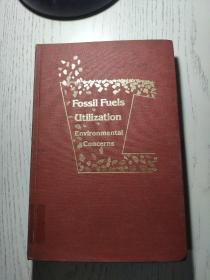 Fossil Fuels
Utilization
Environmental
Concerns